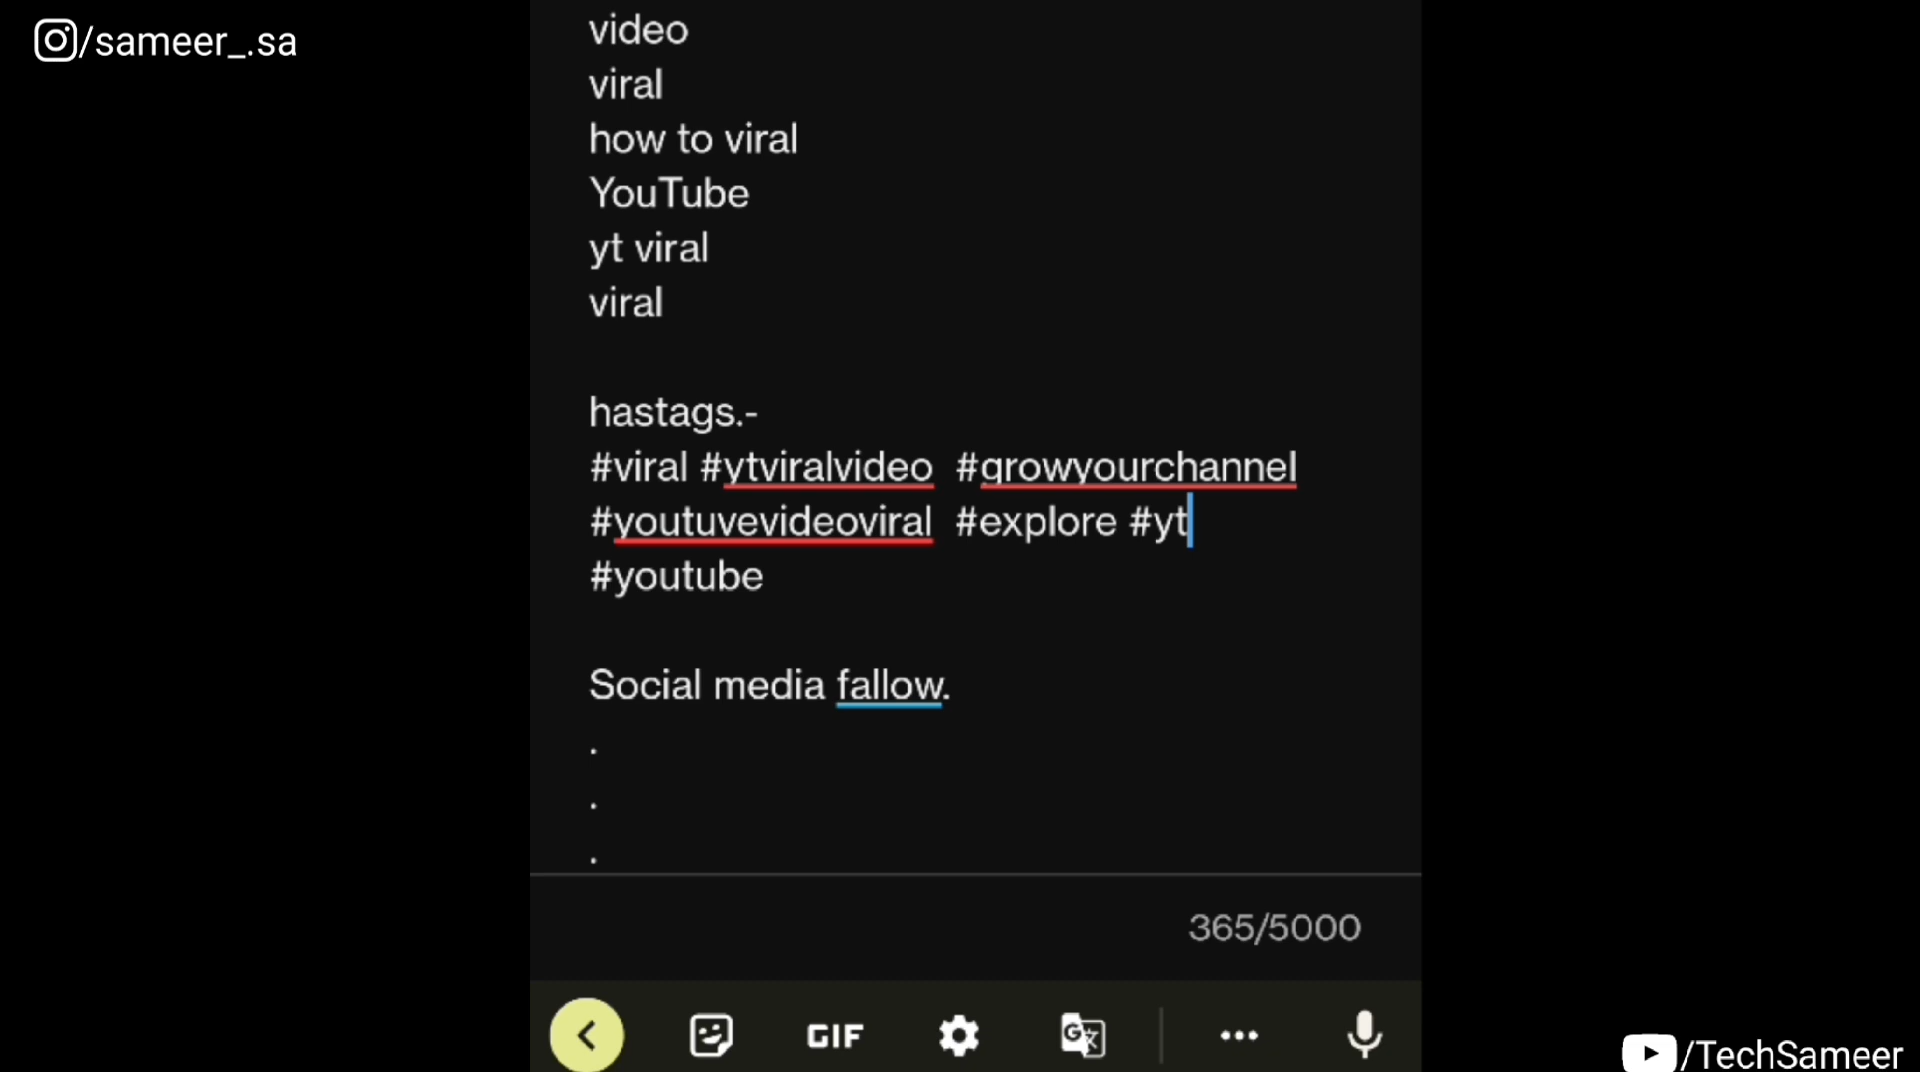 /sameer_.sa
video
viral
how to viral
YouTube
yt viral
viral
hastags.-
#viral #ytviralvideo #growyourchannel
#youtuvevideoviral #explore #yt
#youtube
Social media fallow.
.
.
.
365/5000
GIF
/TechSameer